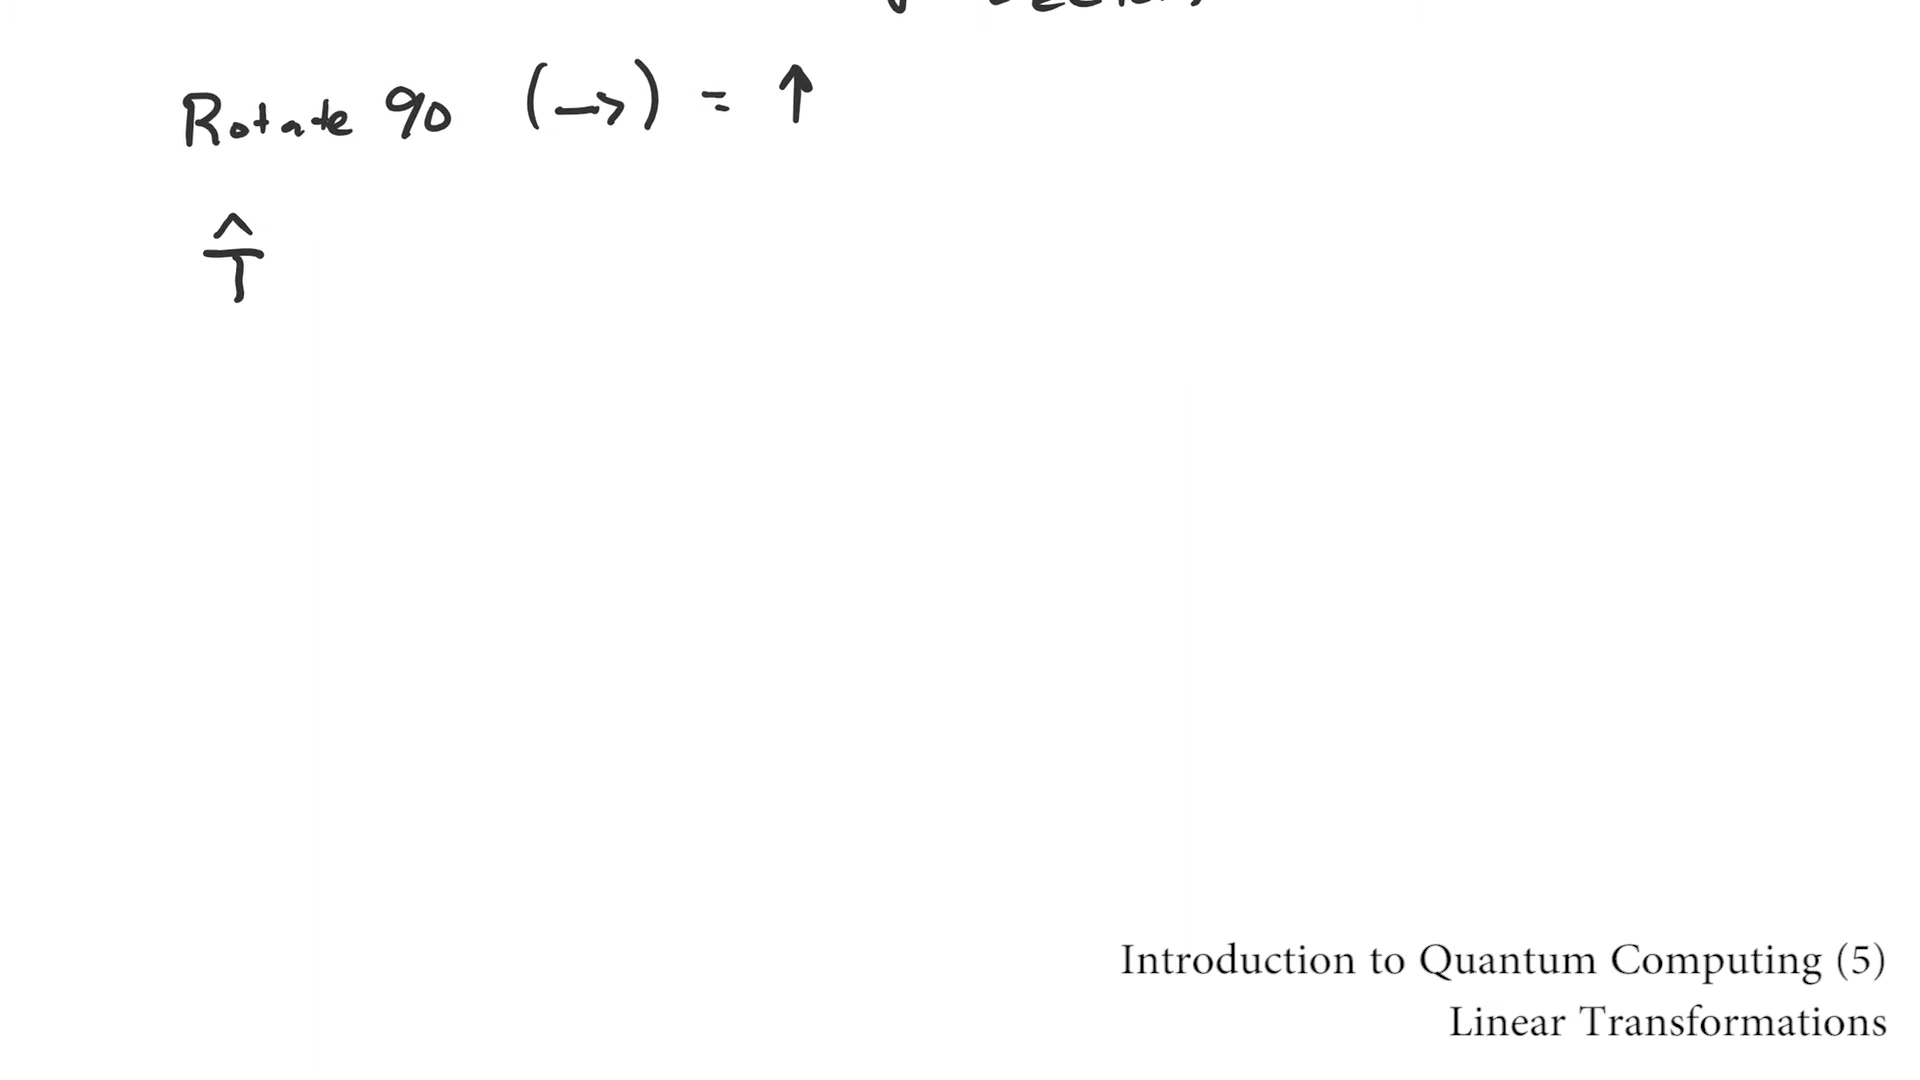 Rotate 90 (→) = ↑
T̂
Introduction to Quantum Computing (5)
Linear Transformations